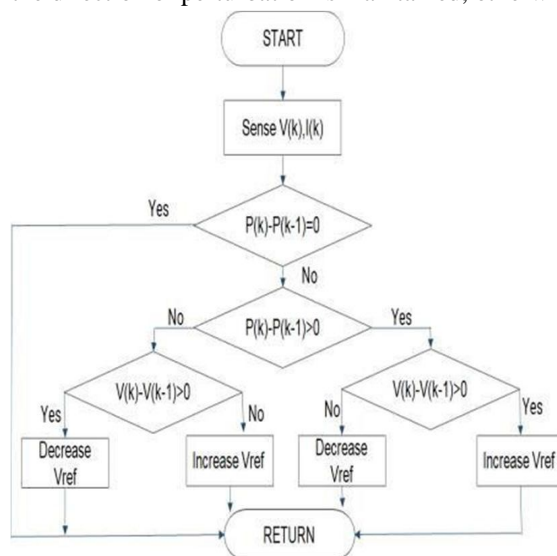 START
Sense V(k),I(k)
Yes
P(k)-P(k-1)=0
No
No
P(k)-P(k-1)>0
Yes
V(k)-V(k-1)>0
V(k)-V(k-1)>0
Yes
No
No
Yes
Decrease
Vref
Increase Vref
Decrease
Vref
Increase Vref
RETURN